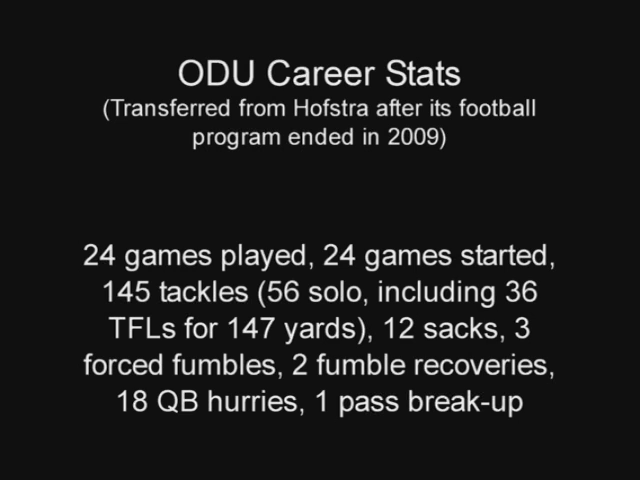 ODU Career Stats
(Transferred from Hofstra after its football
program ended in 2009)
24 games played, 24 games started,
145 tackles (56 solo, including 36
TFLs for 147 yards), 12 sacks, 3
forced fumbles, 2 fumble recoveries,
18 QB hurries, 1 pass break-up